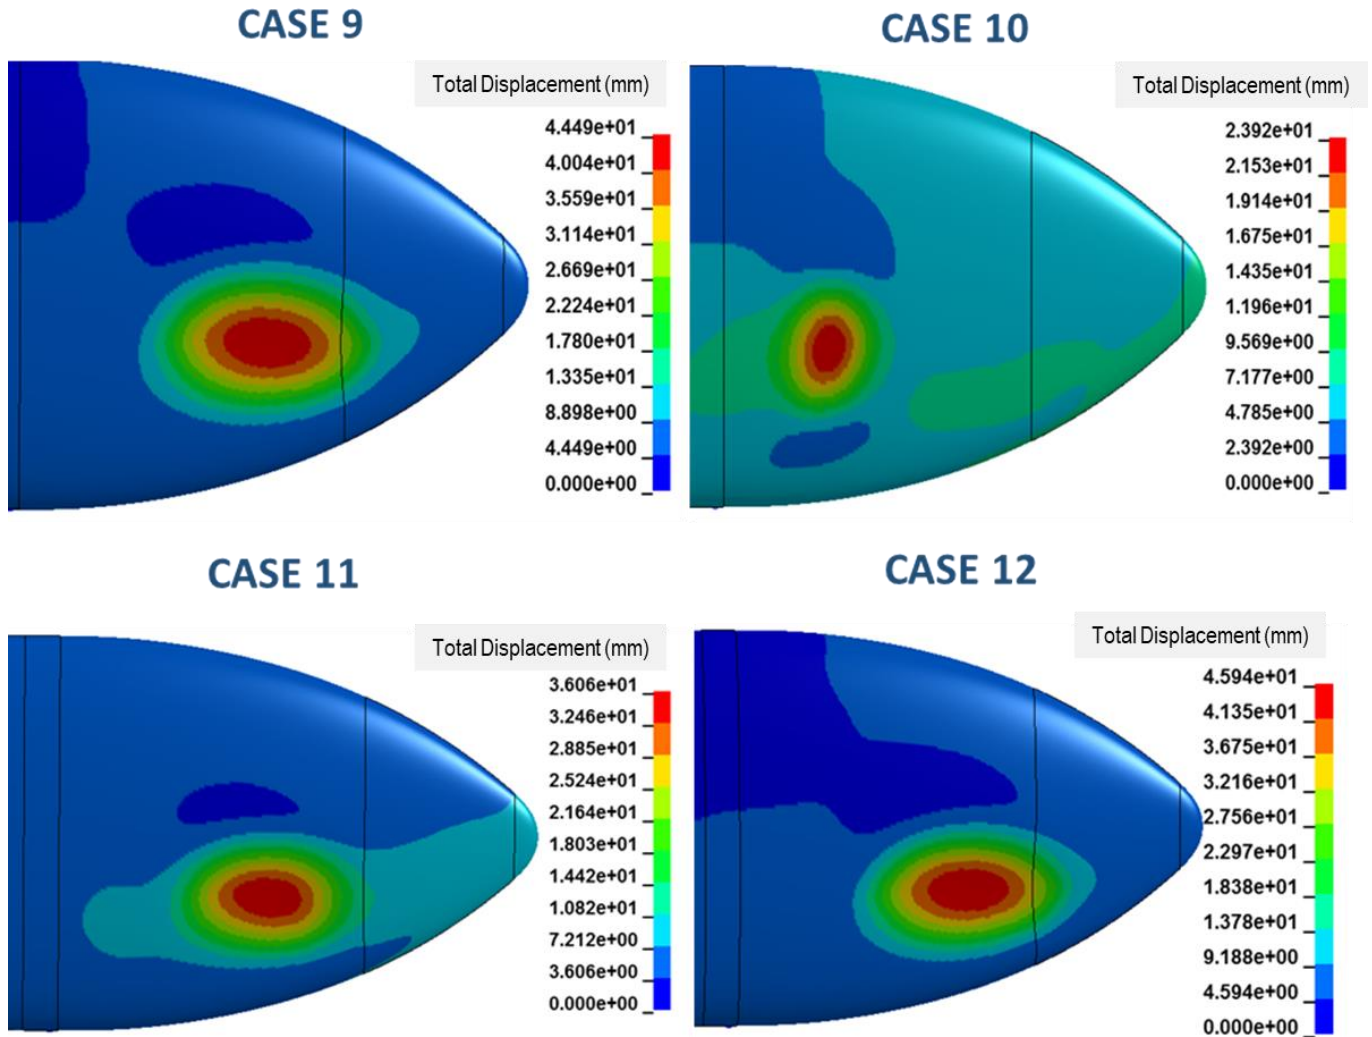 CASE 9
Total Displacement (mm)
4.449e+01
4.004e+01
3.559e+01
3.114e+01
2.669e+01
2.224e+01
1.780e+01
1.335e+01
8.898e+00
4.449e+00
0.000e+00
CASE 10
Total Displacement (mm)
2.392e+01
2.153e+01
1.914e+01
1.675e+01
1.435e+01
1.196e+01
9.569e+00
7.177e+00
4.785e+00
2.392e+00
0.000e+00
CASE 11
Total Displacement (mm)
3.606e+01
3.246e+01
2.885e+01
2.524e+01
2.164e+01
1.803e+01
1.442e+01
1.082e+01
7.212e+00
3.606e+00
0.000e+00
CASE 12
Total Displacement (mm)
4.594e+01
4.135e+01
3.675e+01
3.216e+01
2.756e+01
2.297e+01
1.838e+01
1.378e+01
9.188e+00
4.594e+00
0.000e+00